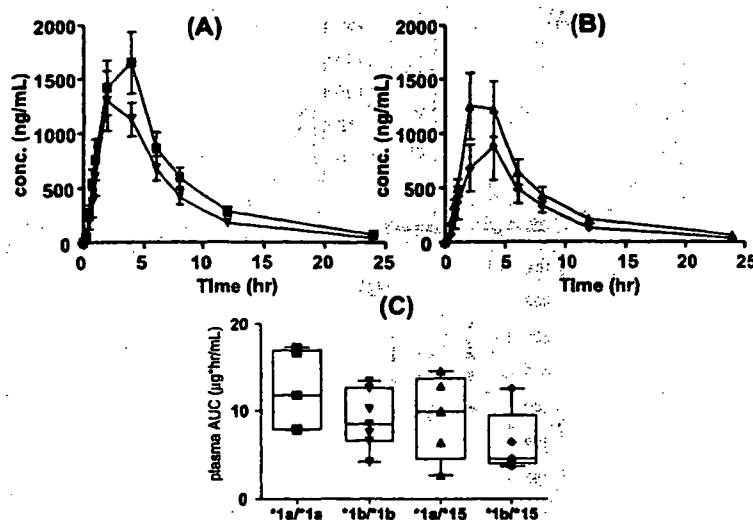 (A)
(B)
conc. (ng/mL)
2000
1500
1000
500
0
0 5 10 15 20 25
Time (hr)
conc. (ng/mL)
2000
1500
1000
500
0
0 5 10 15 20 25
Time (hr)
(C)
plasma AUC (µg*hr/mL)
20
10
0
*1a/*1a *1b/*1b *1a/*15 *1b/*15